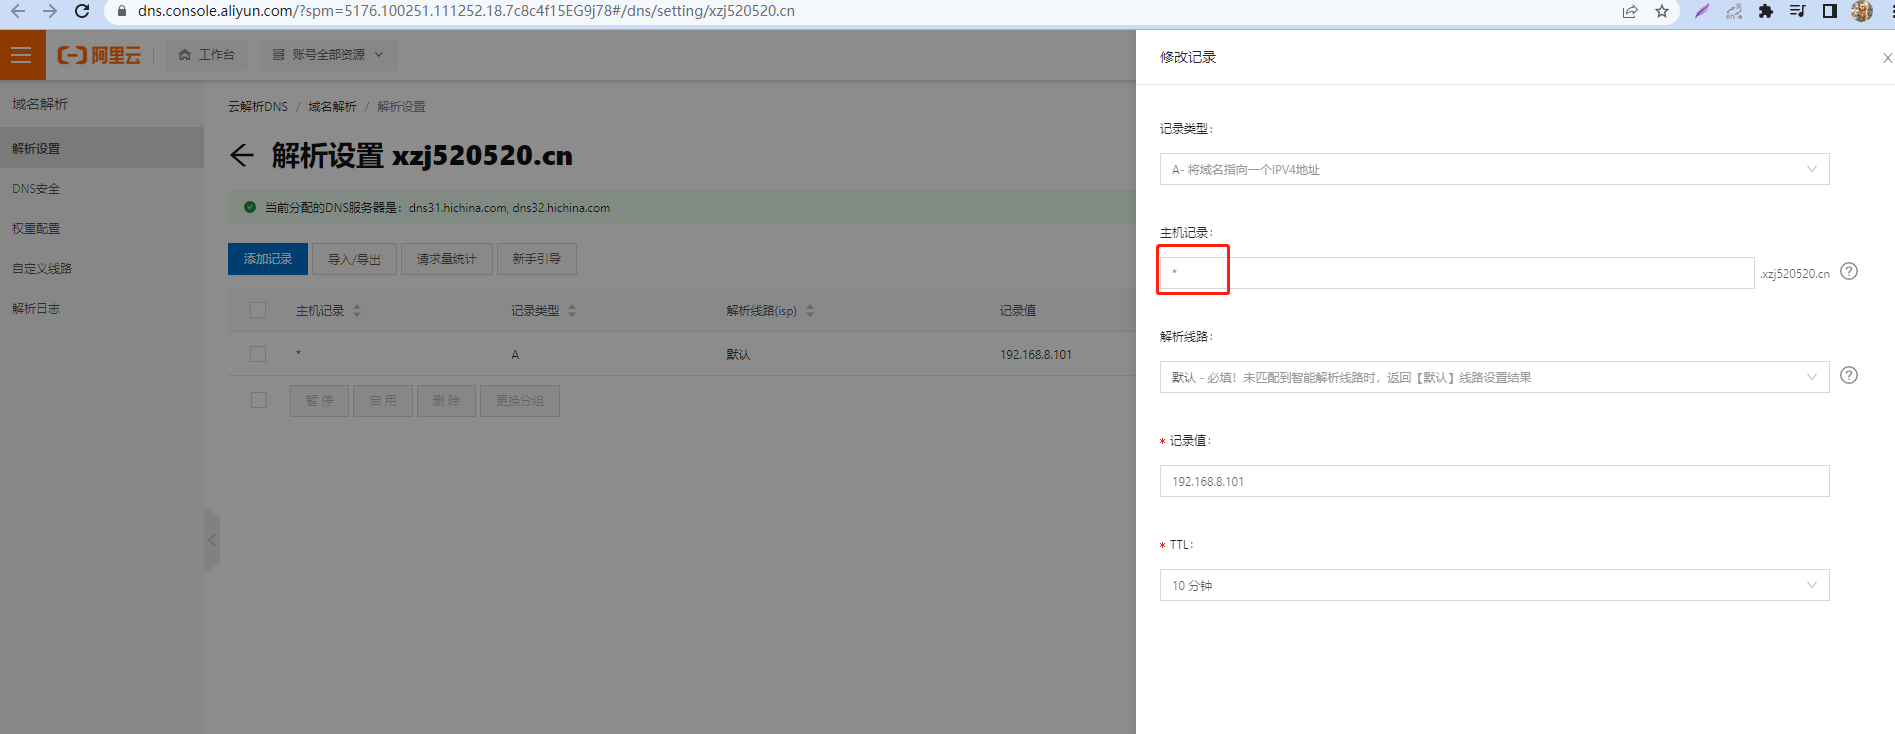 dns.console.aliyun.com/?spm=5176.100251.111252.18.7c8c4f15EG9j78#/dns/setting/xzj520520.cn
阿里云 工作台 账号全部资源
域名解析
解析设置
DNS安全
权重配置
自定义线路
解析日志
云解析DNS / 域名解析 / 解析设置
解析设置 xzj520520.cn
当前分配的DNS服务器是：dns31.hichina.com, dns32.hichina.com
添加记录 导入/导出 请求量统计 新手引导
主机记录 记录类型 解析线路(isp) 记录值
* A 默认 192.168.8.101
暂停 启用 删除 更换分组
修改记录
记录类型：
A- 将域名指向一个IPV4地址
主机记录：
* .xzj520520.cn
解析线路：
默认 - 必填！未匹配到智能解析线路时，返回【默认】线路设置结果
* 记录值：
192.168.8.101
* TTL：
10 分钟